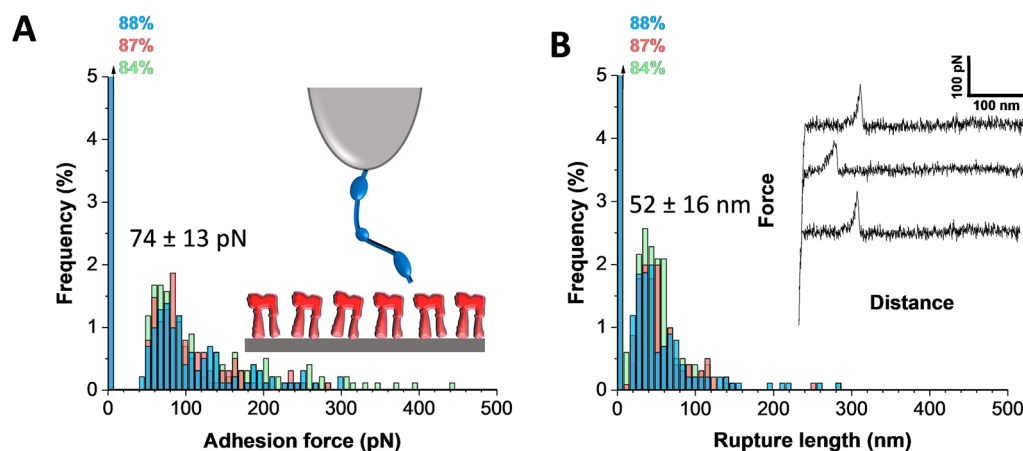 A
88%
87%
84%
5
4
3
2
1
0
Frequency (%)
74 ± 13 pN
0
100
200
300
400
500
Adhesion force (pN)
B
88%
87%
84%
5
4
3
2
1
0
Frequency (%)
52 ± 16 nm
100 pN
100 nm
Force
Distance
0
100
200
300
400
500
Rupture length (nm)